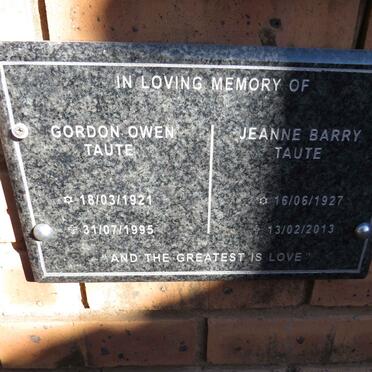 IN LOVING MEMORY OF
GORDON OWEN
TAUTE
✡ 18/03/1921
✝ 31/07/1995
JEANNE BARRY
TAUTE
✡ 16/06/1927
✝ 13/02/2013
"AND THE GREATEST IS LOVE"